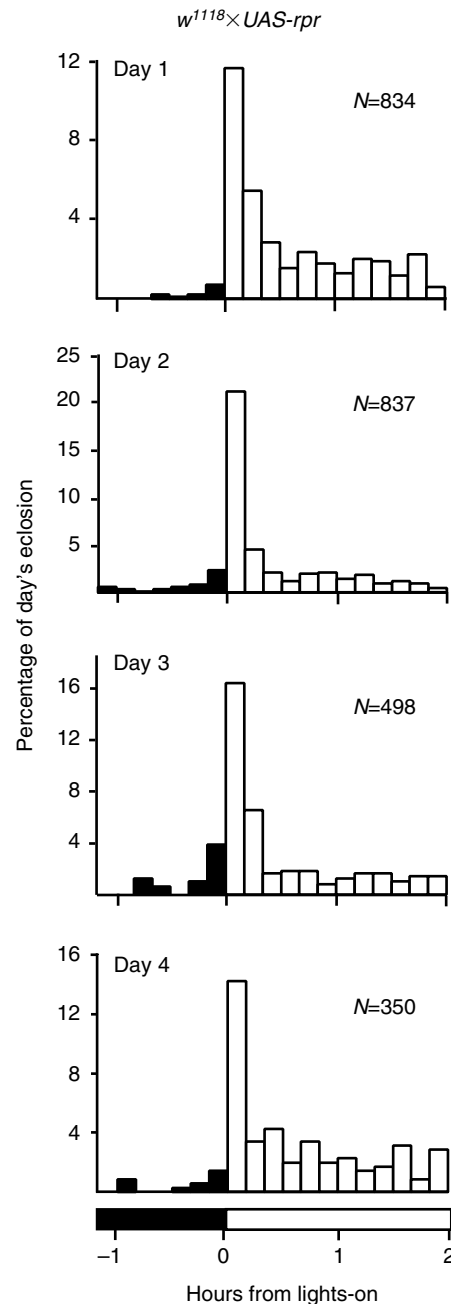 w1118×UAS-rpr
Day 1
N=834
12
8
4
Day 2
N=837
25
20
15
10
5
Day 3
N=498
16
12
8
4
Day 4
N=350
16
12
8
4
Percentage of day's eclosion
–1 0 1 2
Hours from lights-on